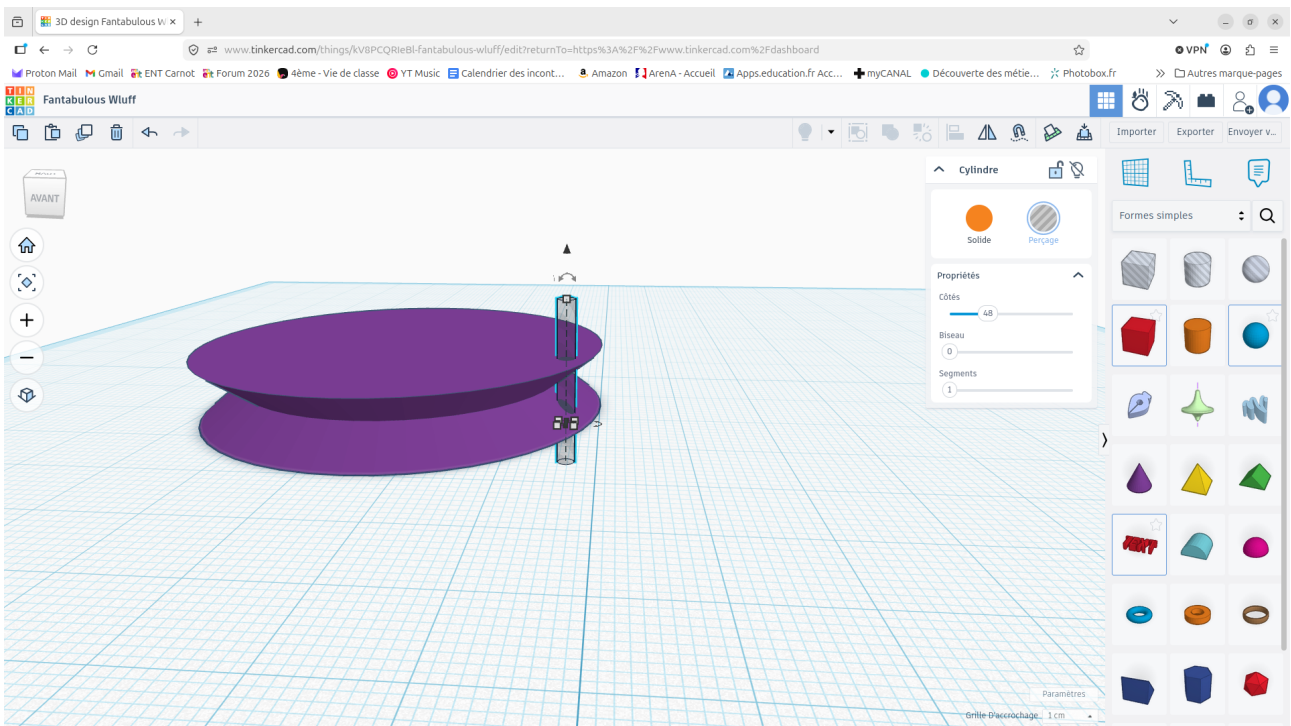 3D design Fantabulous W
www.tinkercad.com/things/kV8PCQRIeBl-fantabulous-wluff/edit?returnTo=https%3A%2F%2Fwww.tinkercad.com%2Fdashboard
VPN
Proton Mail Gmail ENT Carnot Forum 2026 4ème - Vie de classe YT Music Calendrier des incont... Amazon ArenA - Accueil Apps.education.fr Acc... myCANAL Découverte des métie... Photobox.fr Autres marque-pages
TIN
KER
CAD
Fantabulous Wluff
Importer Exporter Envoyer v...
Cylindre
AVANT
Formes simples
Solide Perçage
Propriétés
Côtés
48
Biseau
0
Segments
1
TEXT
Paramètres
Grille D'accrochage 1 cm